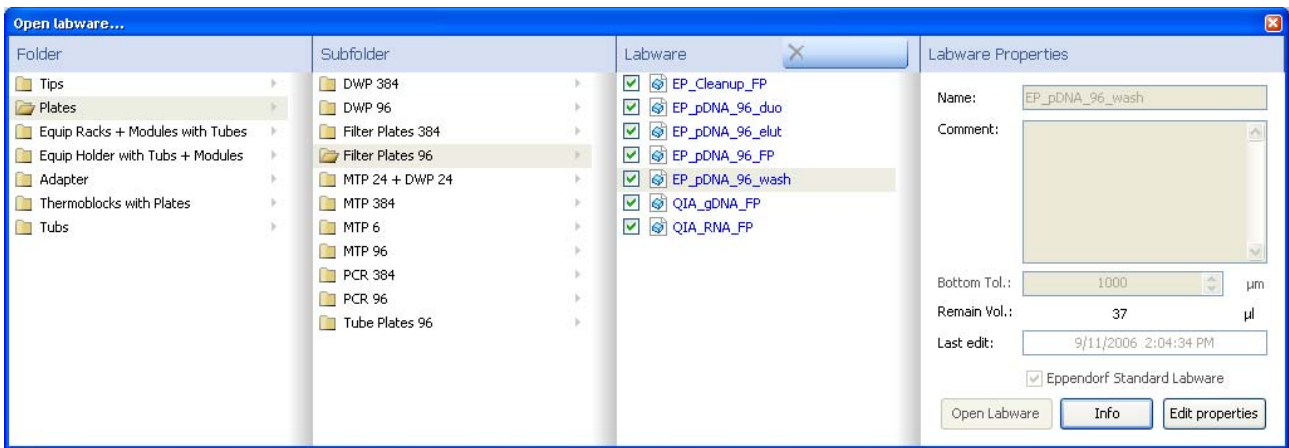 Open labware...
Folder
Tips
Plates
Equip Racks + Modules with Tubes
Equip Holder with Tubs + Modules
Adapter
Thermoblocks with Plates
Tubs
Subfolder
DWP 384
DWP 96
Filter Plates 384
Filter Plates 96
MTP 24 + DWP 24
MTP 384
MTP 6
MTP 96
PCR 384
PCR 96
Tube Plates 96
Labware
EP_Cleanup_FP
EP_pDNA_96_duo
EP_pDNA_96_elut
EP_pDNA_96_FP
EP_pDNA_96_wash
QIA_gDNA_FP
QIA_RNA_FP
Labware Properties
Name: EP_pDNA_96_wash
Comment:
Bottom Tol.: 1000 µm
Remain Vol.: 37 µl
Last edit: 9/11/2006 2:04:34 PM
Eppendorf Standard Labware
Open Labware Info Edit properties